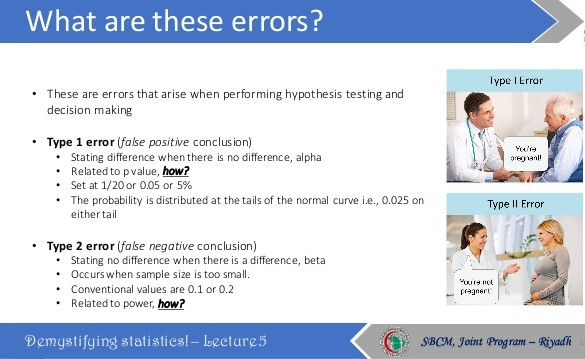 What are these errors?
• These are errors that arise when performing hypothesis testing and
decision making
• Type 1 error (false positive conclusion)
• Stating difference when there is no difference, alpha
• Related to p value, how?
• Set at 1/20 or 0.05 or 5%
• The probability is distributed at the tails of the normal curve i.e., 0.025 on
either tail
• Type 2 error (false negative conclusion)
• Stating no difference when there is a difference, beta
• Occurs when sample size is too small.
• Conventional values are 0.1 or 0.2
• Related to power, how?
Type I Error
You're
pregnant!
Type II Error
You're not
pregnant!
Demystifying statistics! – Lecture 5
SBCM, Joint Program – Riyadh